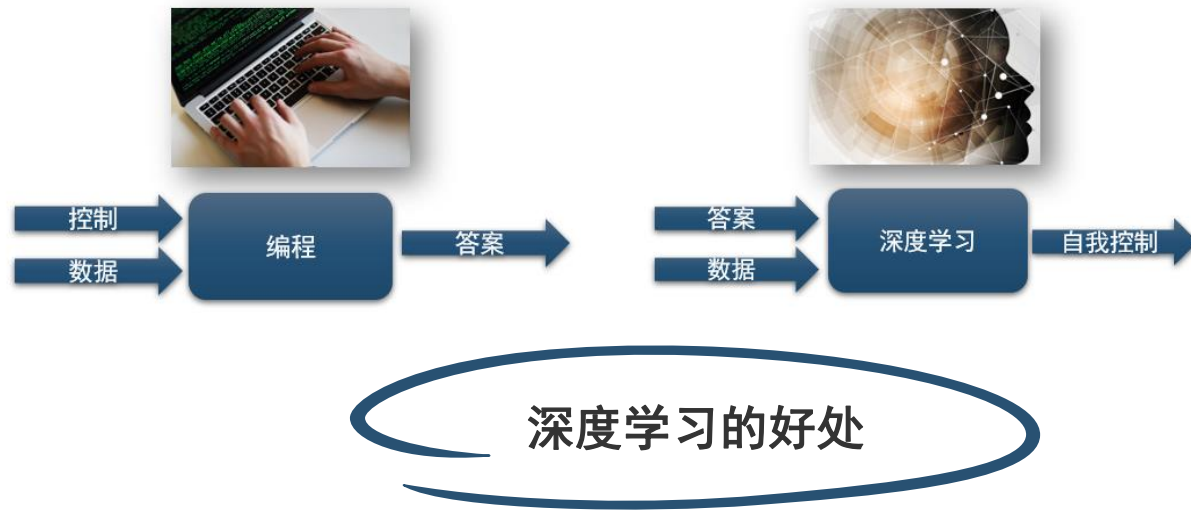 控制
数据
编程
答案
答案
数据
深度学习
自我控制
深度学习的好处